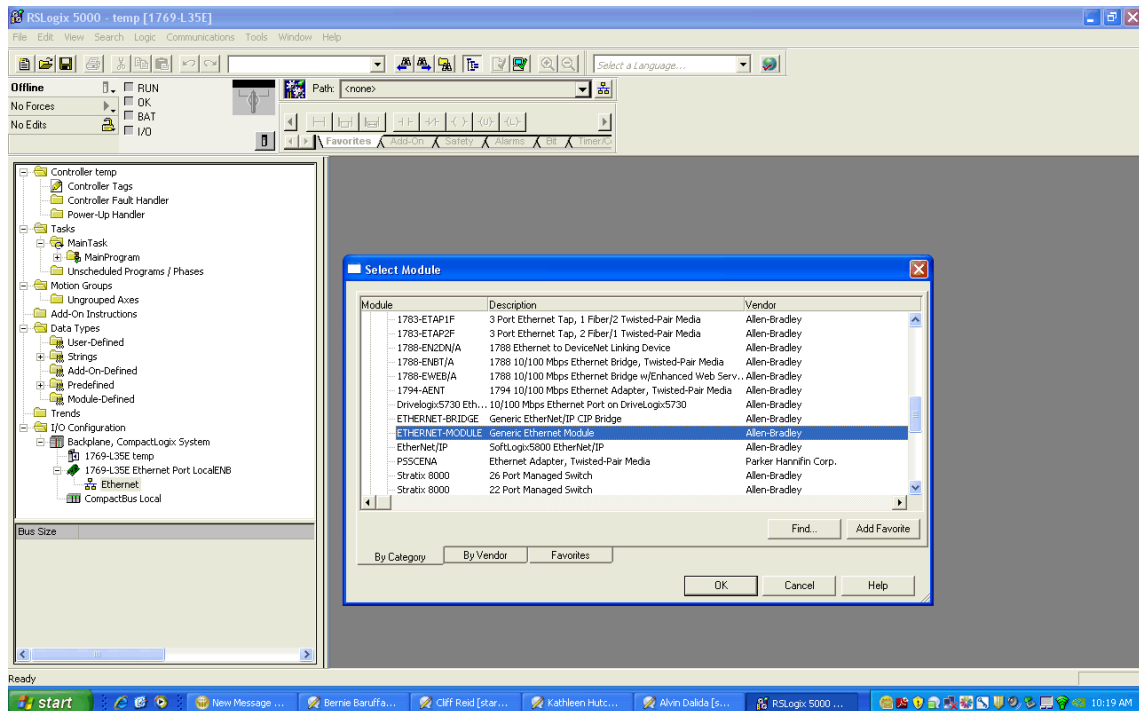 RSLogix 5000 - temp [1769-L35E]
File Edit View Search Logic Communications Tools Window Help
Select a Language...
Offline
RUN
Path: <none>
No Forces
OK
BAT
No Edits
I/O
Favorites Add-On Safety Alarms Bit Timer/C
Controller temp
Controller Tags
Controller Fault Handler
Power-Up Handler
Tasks
MainTask
MainProgram
Unscheduled Programs / Phases
Motion Groups
Ungrouped Axes
Add-On Instructions
Data Types
User-Defined
Strings
Add-On-Defined
Predefined
Module-Defined
Trends
I/O Configuration
Backplane, CompactLogix System
1769-L35E temp
1769-L35E Ethernet Port LocalENB
Ethernet
CompactBus Local
Bus Size
Select Module
Module Description Vendor
1783-ETAP1F 3 Port Ethernet Tap, 1 Fiber/2 Twisted-Pair Media Allen-Bradley
1783-ETAP2F 3 Port Ethernet Tap, 2 Fiber/1 Twisted-Pair Media Allen-Bradley
1788-EN2DN/A 1788 Ethernet to DeviceNet Linking Device Allen-Bradley
1788-ENBT/A 1788 10/100 Mbps Ethernet Bridge, Twisted-Pair Media Allen-Bradley
1788-EWEB/A 1788 10/100 Mbps Ethernet Bridge w/Enhanced Web Serv.. Allen-Bradley
1794-AENT 1794 10/100 Mbps Ethernet Adapter, Twisted-Pair Media Allen-Bradley
Drivelogix5730 Eth... 10/100 Mbps Ethernet Port on DriveLogix5730 Allen-Bradley
ETHERNET-BRIDGE Generic EtherNet/IP CIP Bridge Allen-Bradley
ETHERNET-MODULE Generic Ethernet Module Allen-Bradley
EtherNet/IP SoftLogix5800 EtherNet/IP Allen-Bradley
PSSCENA Ethernet Adapter, Twisted-Pair Media Parker Hannifin Corp.
Stratix 8000 26 Port Managed Switch Allen-Bradley
Stratix 8000 22 Port Managed Switch Allen-Bradley
Find... Add Favorite
By Category By Vendor Favorites
OK Cancel Help
Ready
start New Message ... Bernie Baruffa... Cliff Reid [star... Kathleen Hutc... Alvin Dalida [s... RSLogix 5000 ... 10:19 AM